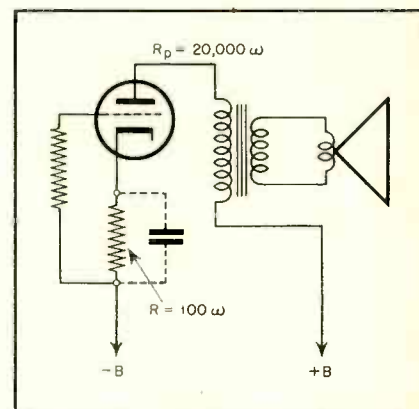 Rp = 20,000 ω
R = 100 ω
-B
+B